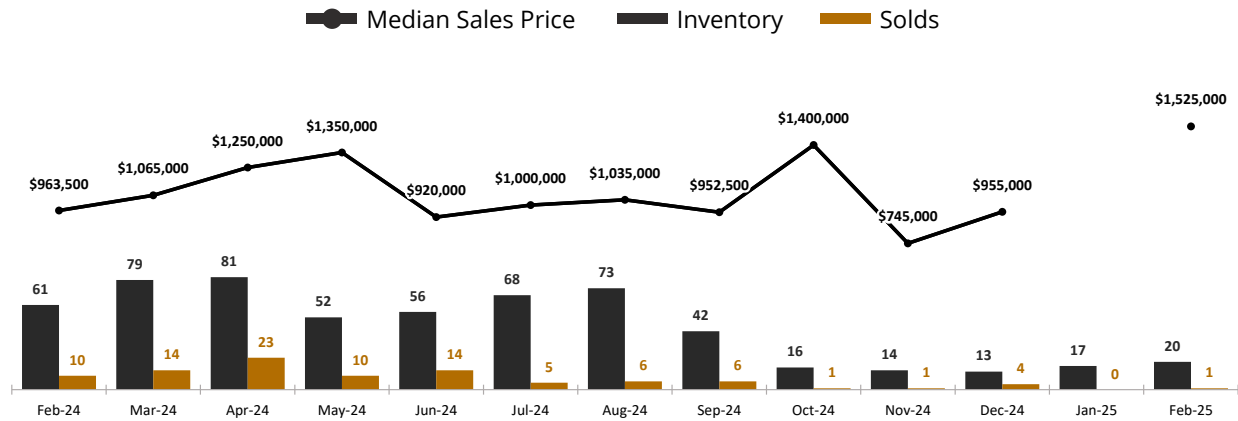 Median Sales Price Inventory Solds
$963,500 $1,065,000 $1,250,000 $1,350,000 $920,000 $1,000,000 $1,035,000 $952,500 $1,400,000 $745,000 $955,000 $1,525,000
61 79 81 52 56 68 73 42 16 14 13 17 20
10 14 23 10 14 5 6 6 1 1 4 0 1
Feb-24 Mar-24 Apr-24 May-24 Jun-24 Jul-24 Aug-24 Sep-24 Oct-24 Nov-24 Dec-24 Jan-25 Feb-25